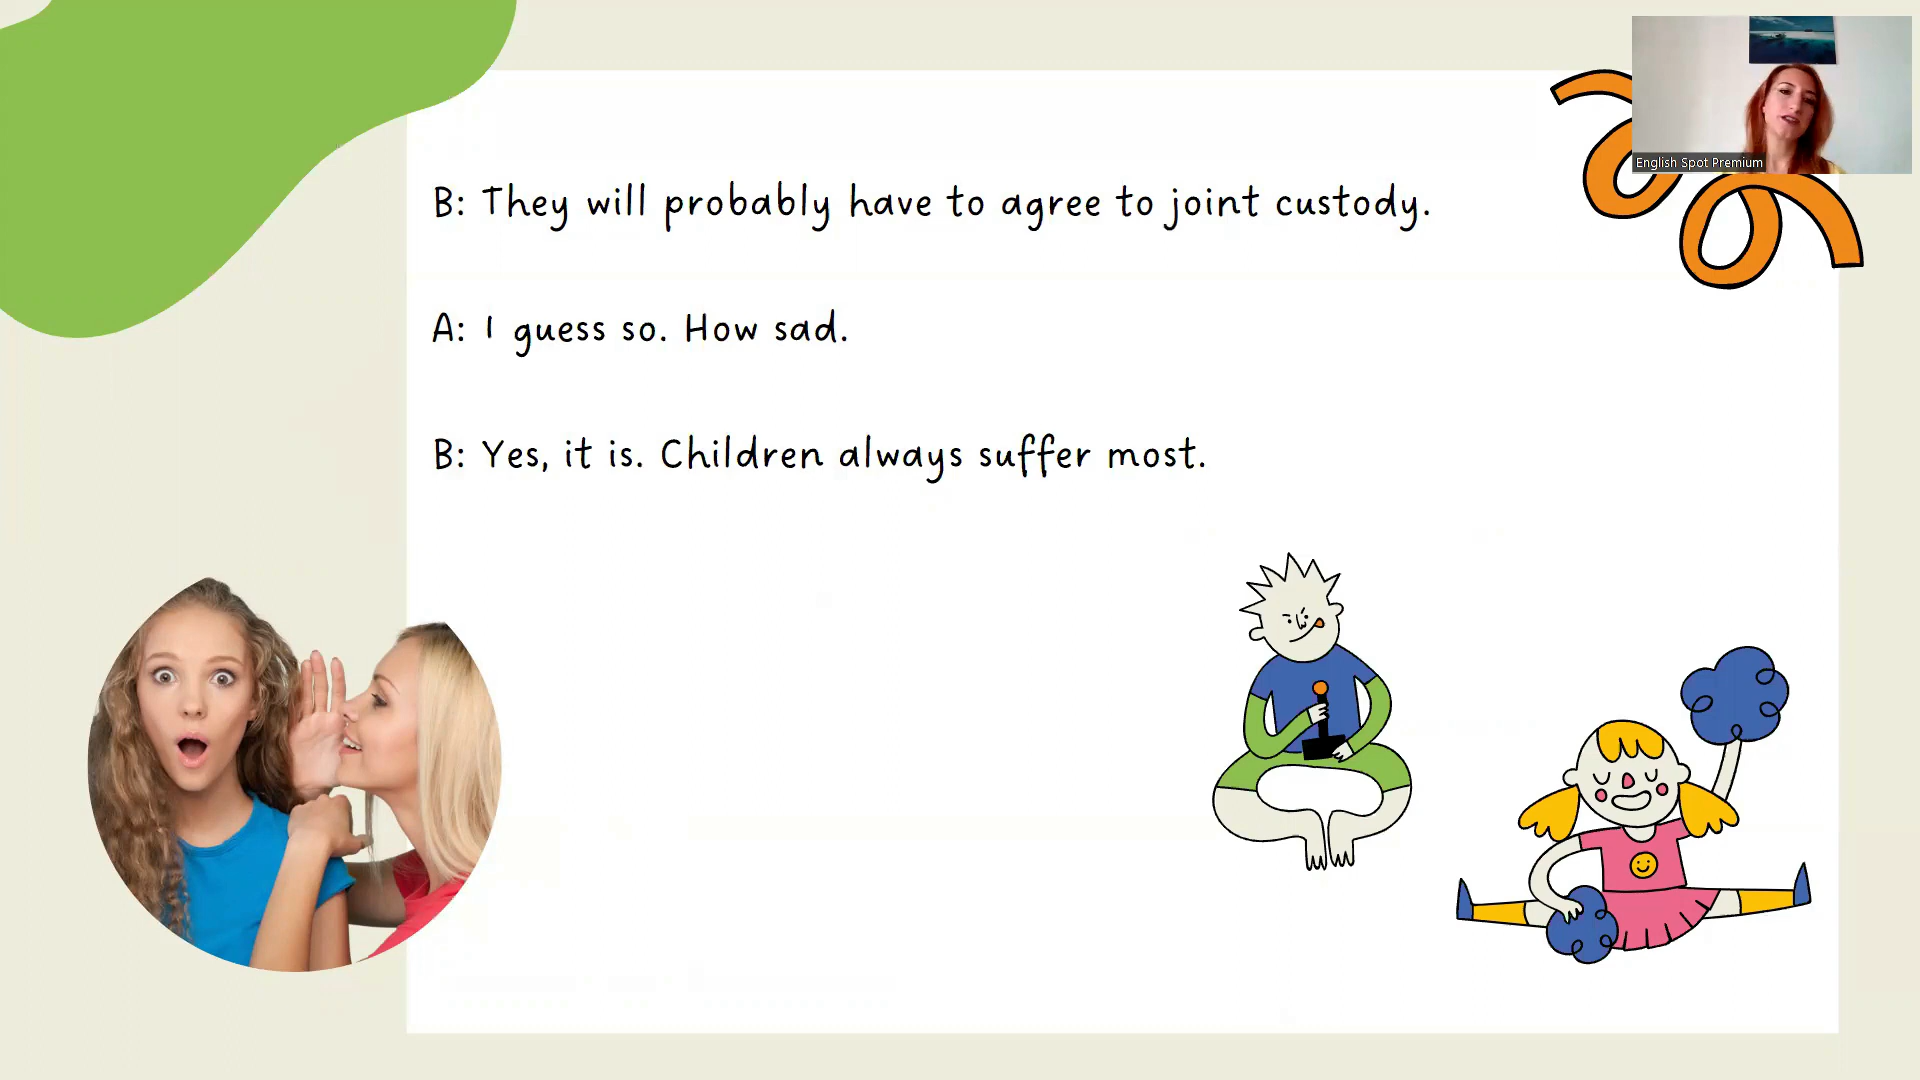 B: They will probably have to agree to joint custody.
A: I guess so. How sad.
B: Yes, it is. Children always suffer most.
English Spot Premium